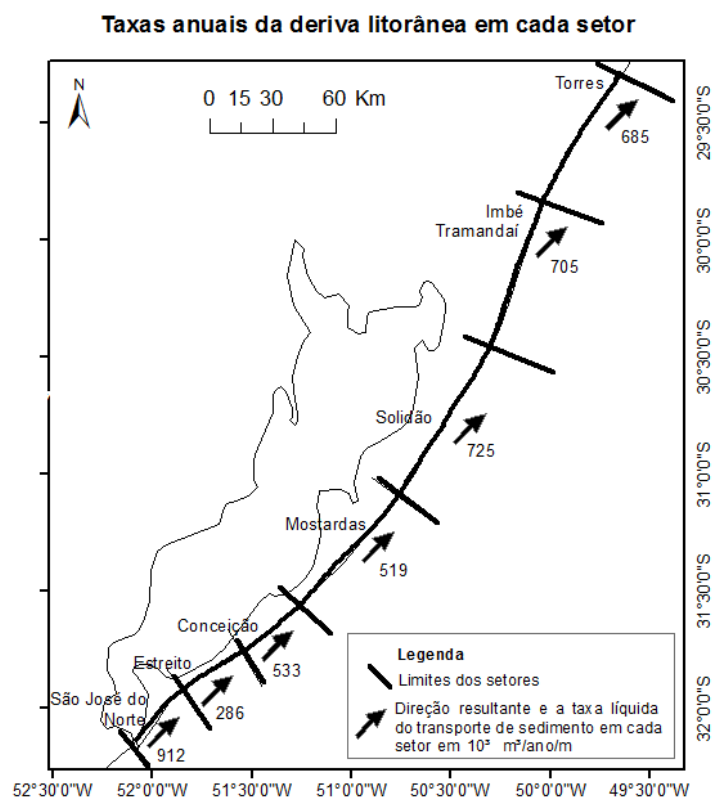 Taxas anuais da deriva litorânea em cada setor
N
0 15 30 60 Km
Torres
685
Imbé
Tramandaí
705
Solidão
725
Mostardas
519
Conceição
533
Estreito
286
São José do
Norte
912
Legenda
Limites dos setores
Direção resultante e a taxa líquida
do transporte de sedimento em cada
setor em 10³ m³/ano/m
29°30'0"S
30°0'0"S
30°30'0"S
31°0'0"S
31°30'0"S
32°0'0"S
52°30'0"W 52°0'0"W 51°30'0"W 51°0'0"W 50°30'0"W 50°0'0"W 49°30'0"W